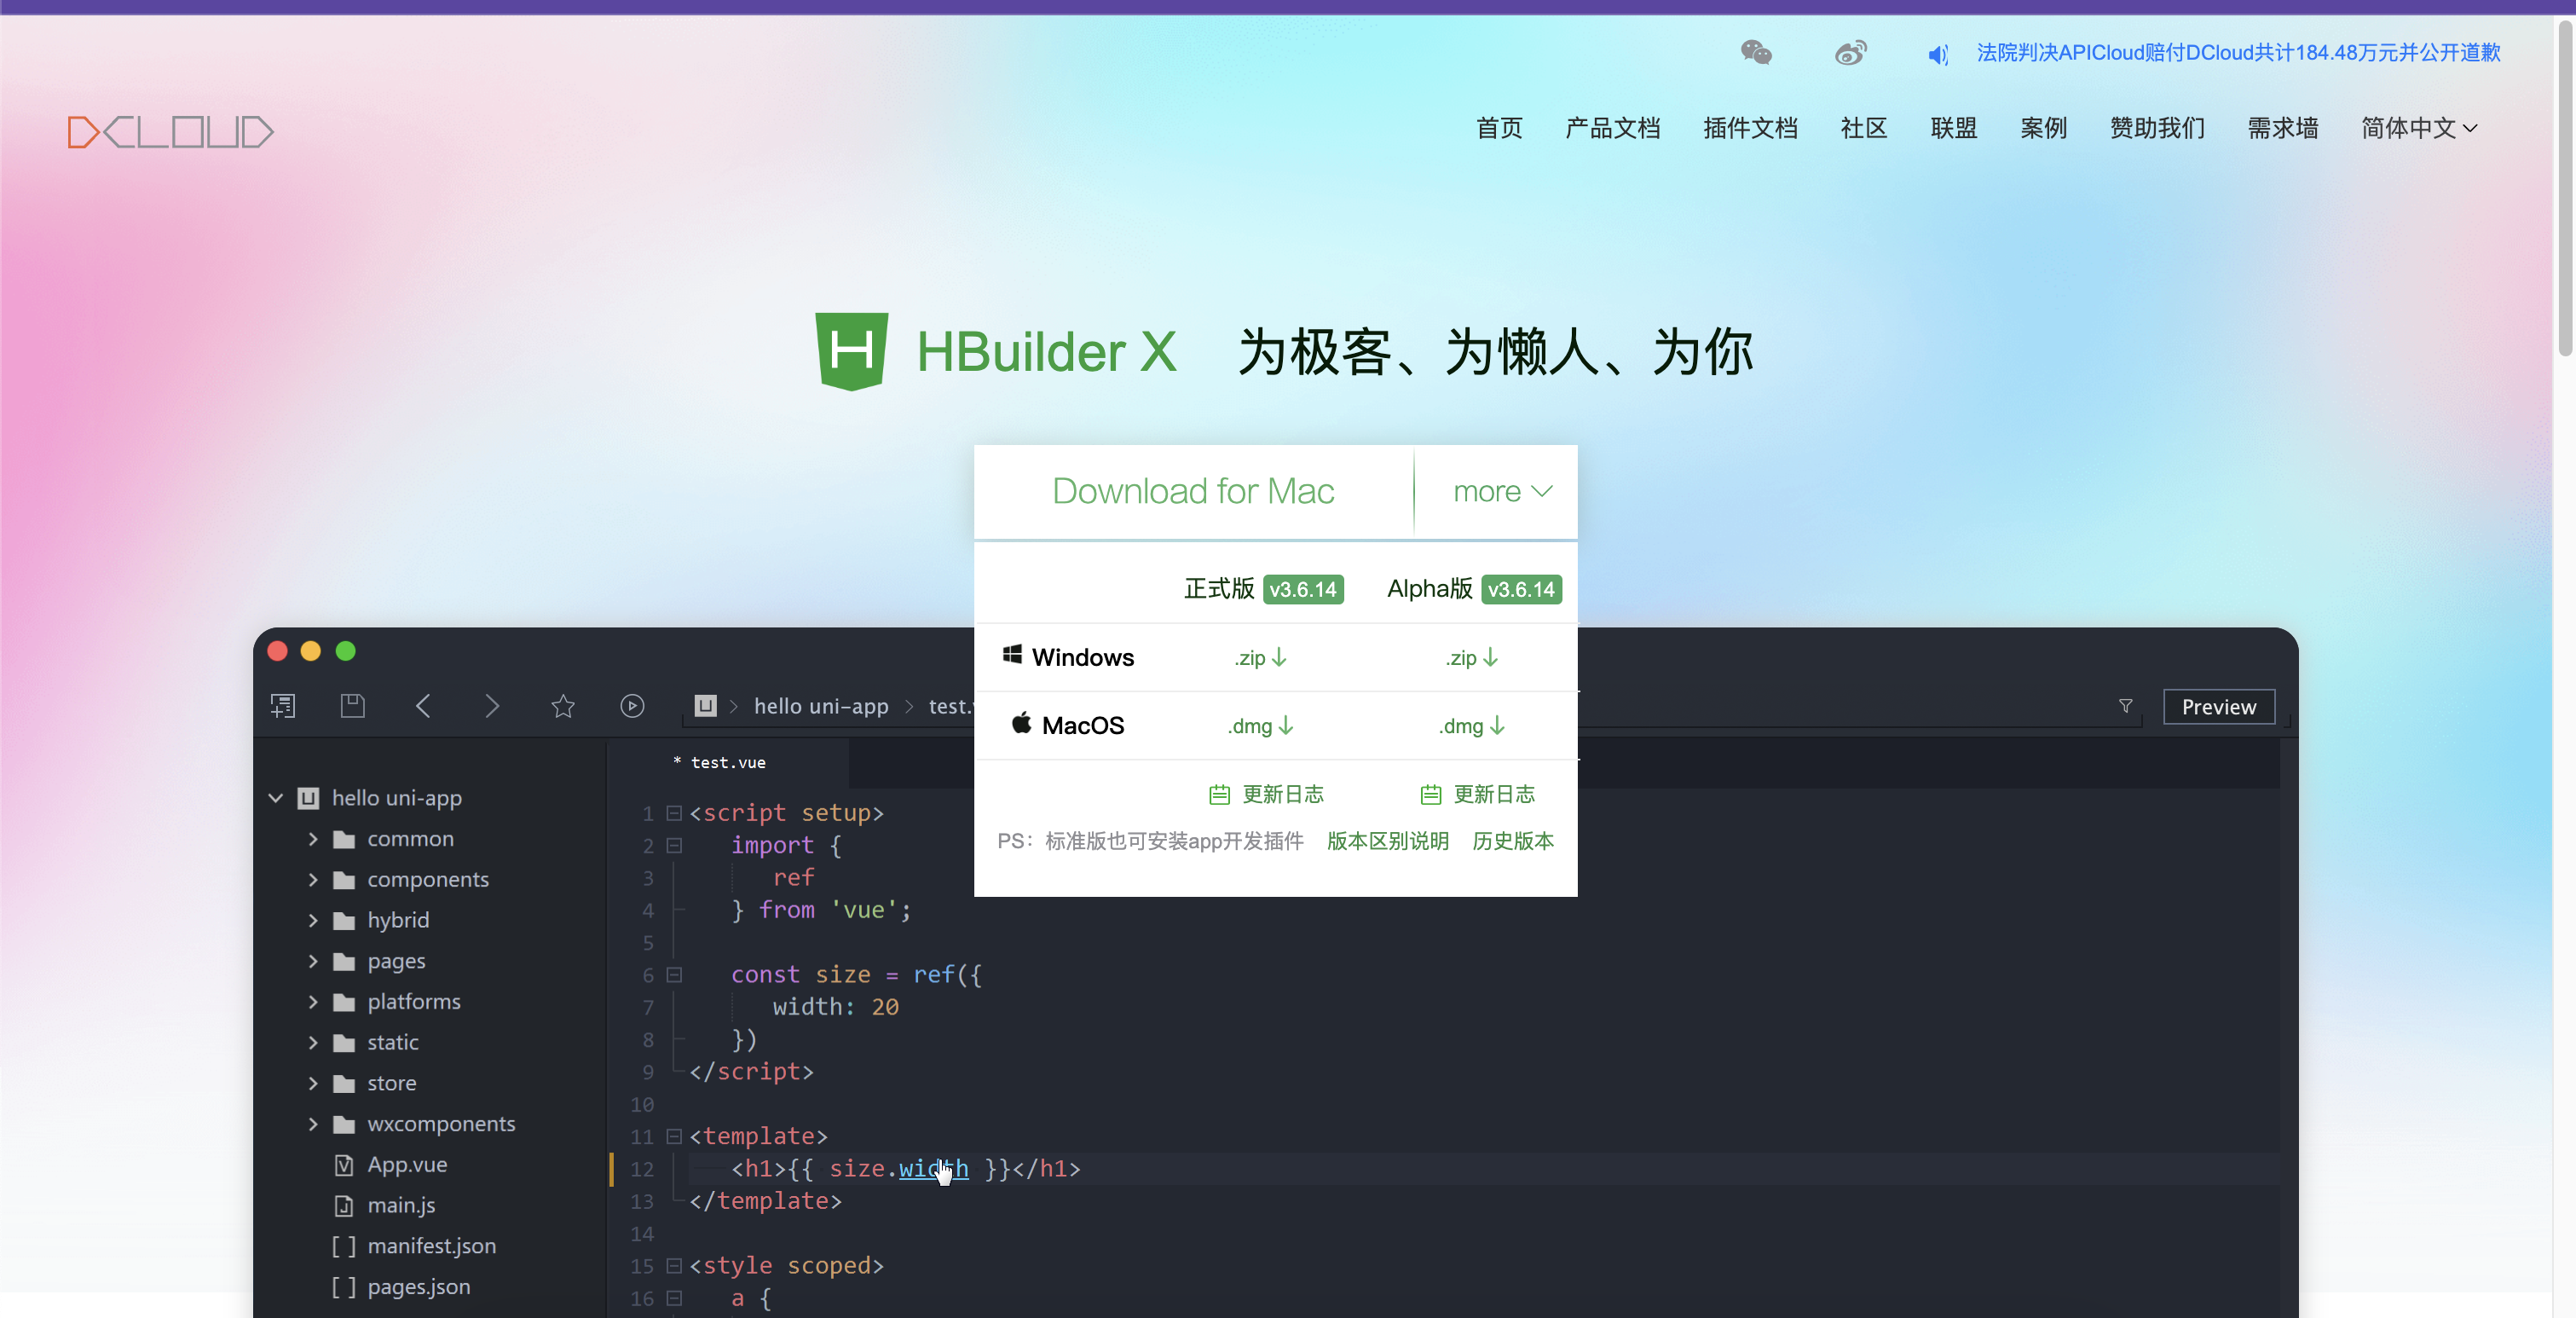 法院判决APICloud赔付DCloud共计184.48万元并公开道歉
DCLOUD
首页 产品文档 插件文档 社区 联盟 案例 赞助我们 需求墙 简体中文
H HBuilder X 为极客、为懒人、为你
Download for Mac more
正式版 v3.6.14 Alpha版 v3.6.14
Windows .zip .zip
MacOS .dmg .dmg
更新日志 更新日志
PS：标准版也可安装app开发插件 版本区别说明 历史版本
hello uni-app test. Preview
* test.vue
hello uni-app
common
components
hybrid
pages
platforms
static
store
wxcomponents
App.vue
main.js
[ ] manifest.json
[ ] pages.json
1 <script setup>
2 import {
3 ref
4 } from 'vue';
5
6 const size = ref({
7 width: 20
8 })
9 </script>
10
11 <template>
12 <h1>{{ size.width }}</h1>
13 </template>
14
15 <style scoped>
16 a {